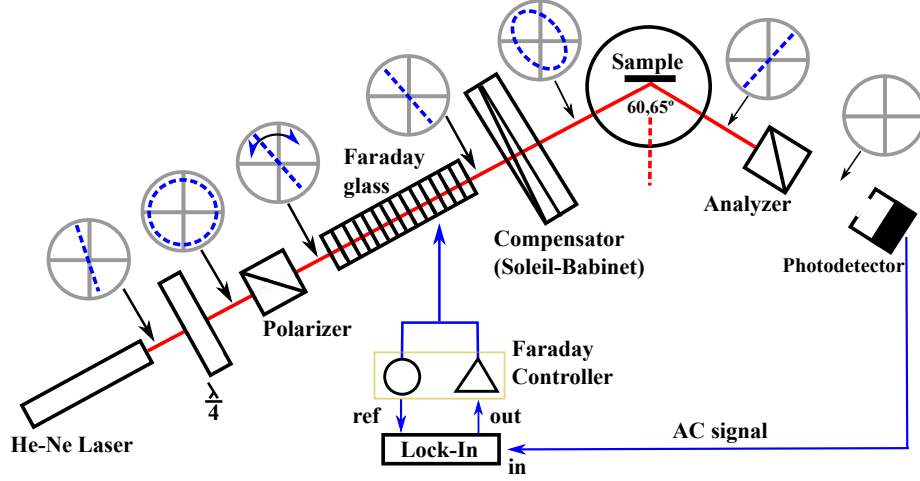 Sample
60,65º
Faraday
glass
Analyzer
Compensator
(Soleil-Babinet)
Photodetector
Polarizer
Faraday
Controller
λ
4
ref
out
He-Ne Laser
Lock-In
AC signal
in